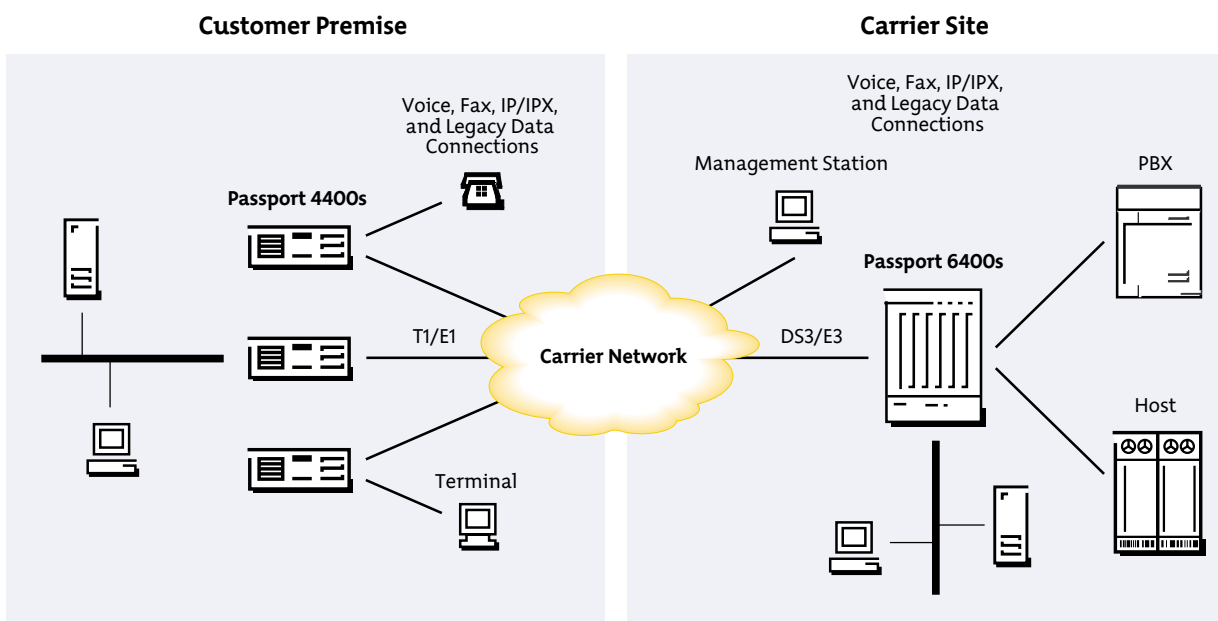 Customer Premise
Carrier Site
Voice, Fax, IP/IPX,
and Legacy Data
Connections
Passport 4400s
T1/E1
Terminal
Carrier Network
Voice, Fax, IP/IPX,
and Legacy Data
Connections
Management Station
PBX
Passport 6400s
DS3/E3
Host